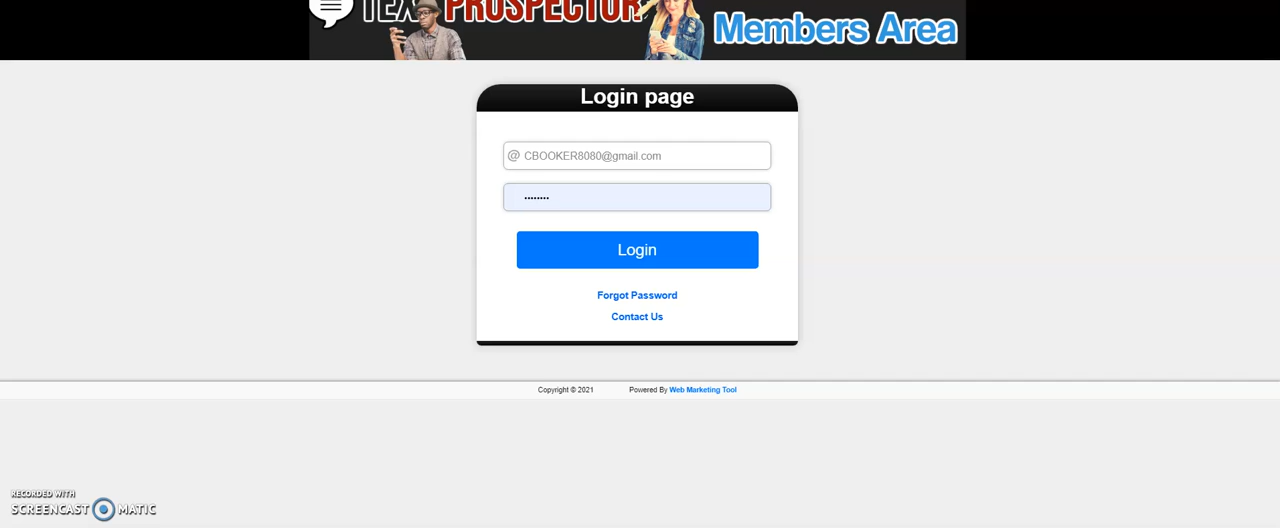 TEXT PROSPECTOR
Members Area
Login page
@ CBOOKER8080@gmail.com
••••••••
Login
Forgot Password
Contact Us
Copyright © 2021 Powered By Web Marketing Tool
RECORDED WITH
SCREENCAST MATIC